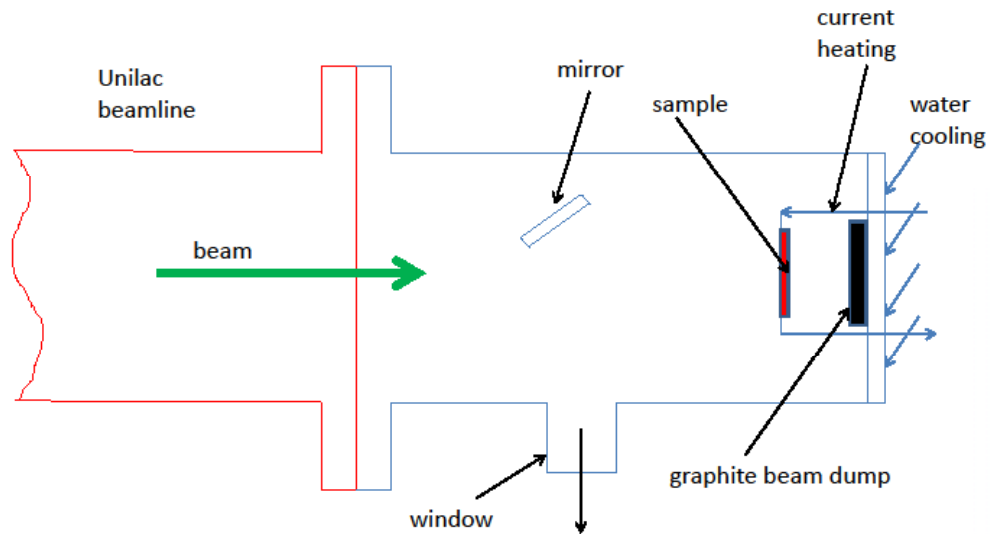 Unilac
beamline
mirror
current
heating
sample
water
cooling
beam
window
graphite beam dump